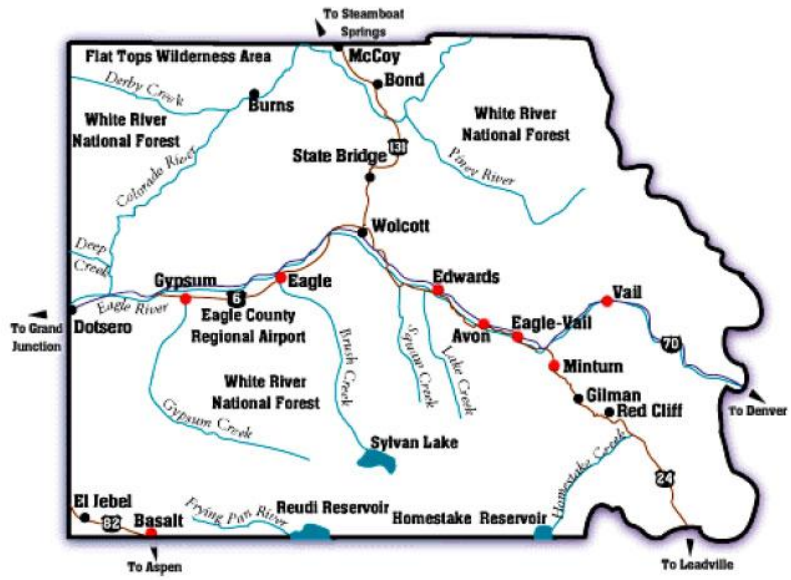 To Steamboat
Springs
Flat Tops Wilderness Area
McCoy
Derby Creek
Bond
Burns
White River
National Forest
White River
National Forest
131
State Bridge
Piney River
Colorado River
Wolcott
Deep
Creek
Gypsum
Eagle
Edwards
Vail
6
Eagle River
Eagle County
Regional Airport
To Grand
Junction
Dotsero
Avon
Eagle-Vail
70
Brush Creek
Squaw Creek
Lake Creek
Minturn
White River
National Forest
Gilman
Red Cliff
To Denver
Gypsum Creek
Sylvan Lake
Homestake Creek
24
El Jebel
82
Basalt
Frying Pan River
Reudi Reservoir
Homestake Reservoir
To Aspen
To Leadville